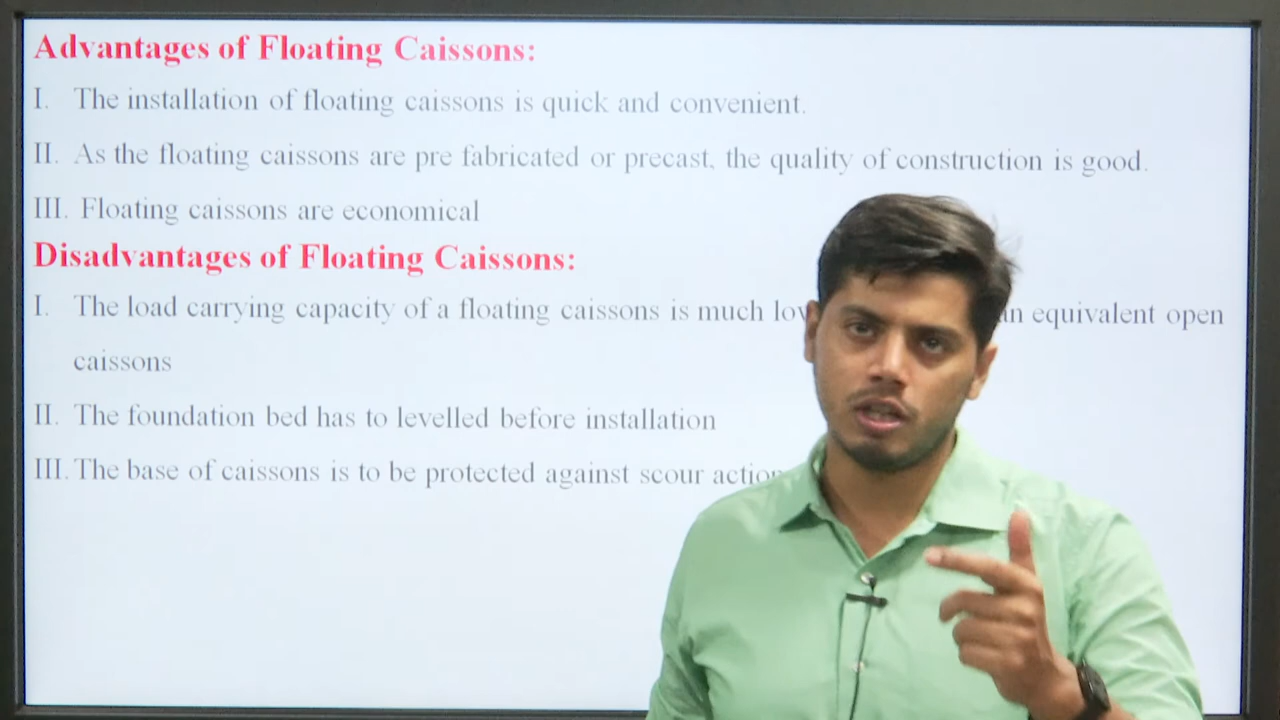 Advantages of Floating Caissons:
I. The installation of floating caissons is quick and convenient.
II. As the floating caissons are pre fabricated or precast, the quality of construction is good.
III. Floating caissons are economical
Disadvantages of Floating Caissons:
I. The load carrying capacity of a floating caissons is much equivalent open
caissons
II. The foundation bed has to levelled before installation
III. The base of caissons is to be protected against scour action